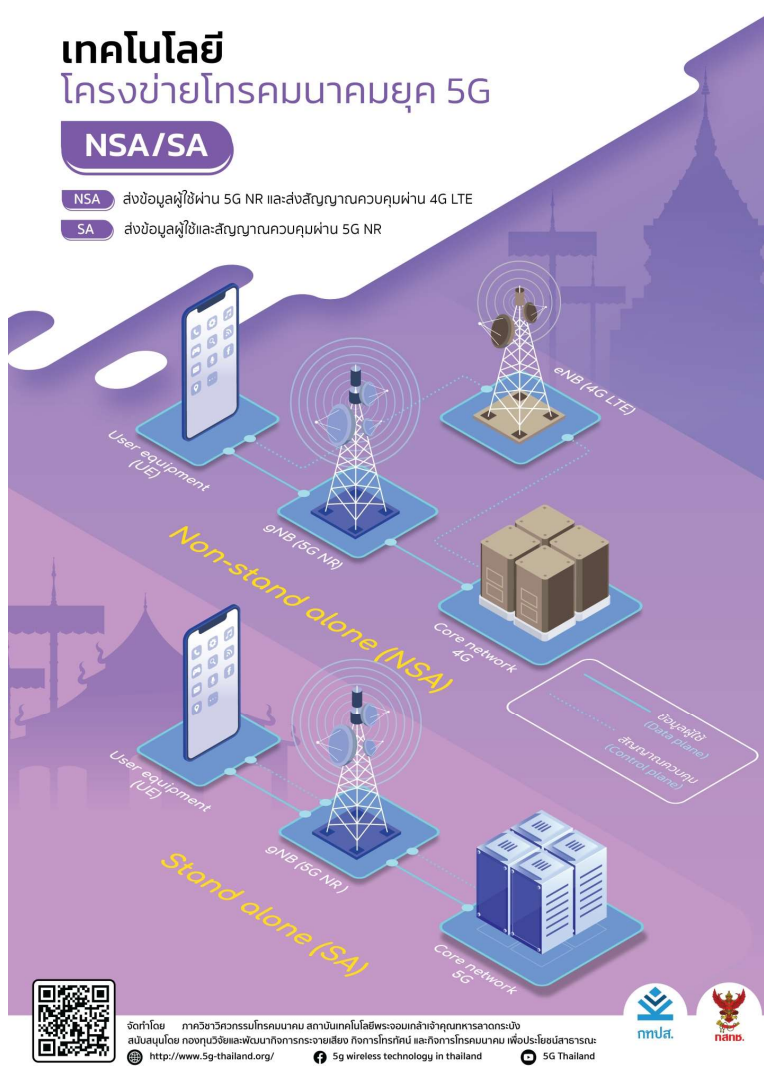 เทคโนโลยี
โครงข่ายโทรคมนาคมยุค 5G
NSA/SA
NSA ส่งข้อมูลผู้ใช้ผ่าน 5G NR และส่งสัญญาณควบคุมผ่าน 4G LTE
SA ส่งข้อมูลผู้ใช้และสัญญาณควบคุมผ่าน 5G NR
eNB (4G LTE)
User equipment
(UE)
gNB (5G NR)
Non-stand alone (NSA)
Core network
4G
ข้อมูลผู้ใช้
(Data plane)
สัญญาณควบคุม
(Control plane)
User equipment
(UE)
gNB (5G NR )
Stand alone (SA)
Core network
5G
จัดทำโดย ภาควิชาวิศวกรรมโทรคมนาคม สถาบันเทคโนโลยีพระจอมเกล้าเจ้าคุณทหารลาดกระบัง
สนับสนุนโดย กองทุนวิจัยและพัฒนากิจการกระจายเสียง กิจการโทรทัศน์ และกิจการโทรคมนาคม เพื่อประโยชน์สาธารณะ
http://www.5g-thailand.org/ 5g wireless technology in thailand 5G Thailand
กทปส.
กสทช.